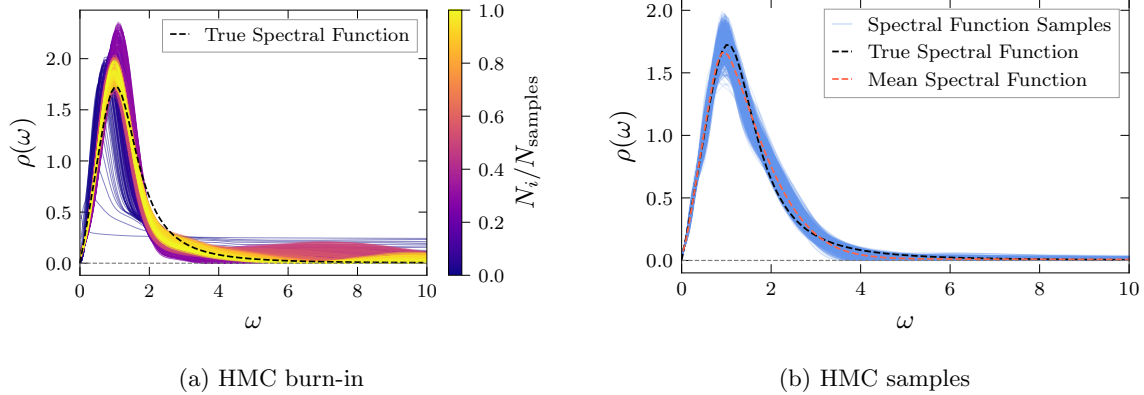 True Spectral Function
ρ(ω)
2.0
1.5
1.0
0.5
0.0
0
2
4
6
8
10
ω
1.0
0.8
0.6
0.4
0.2
0.0
N_i/N_samples
(a) HMC burn-in
Spectral Function Samples
True Spectral Function
Mean Spectral Function
ρ(ω)
2.0
1.5
1.0
0.5
0.0
0
2
4
6
8
10
ω
(b) HMC samples